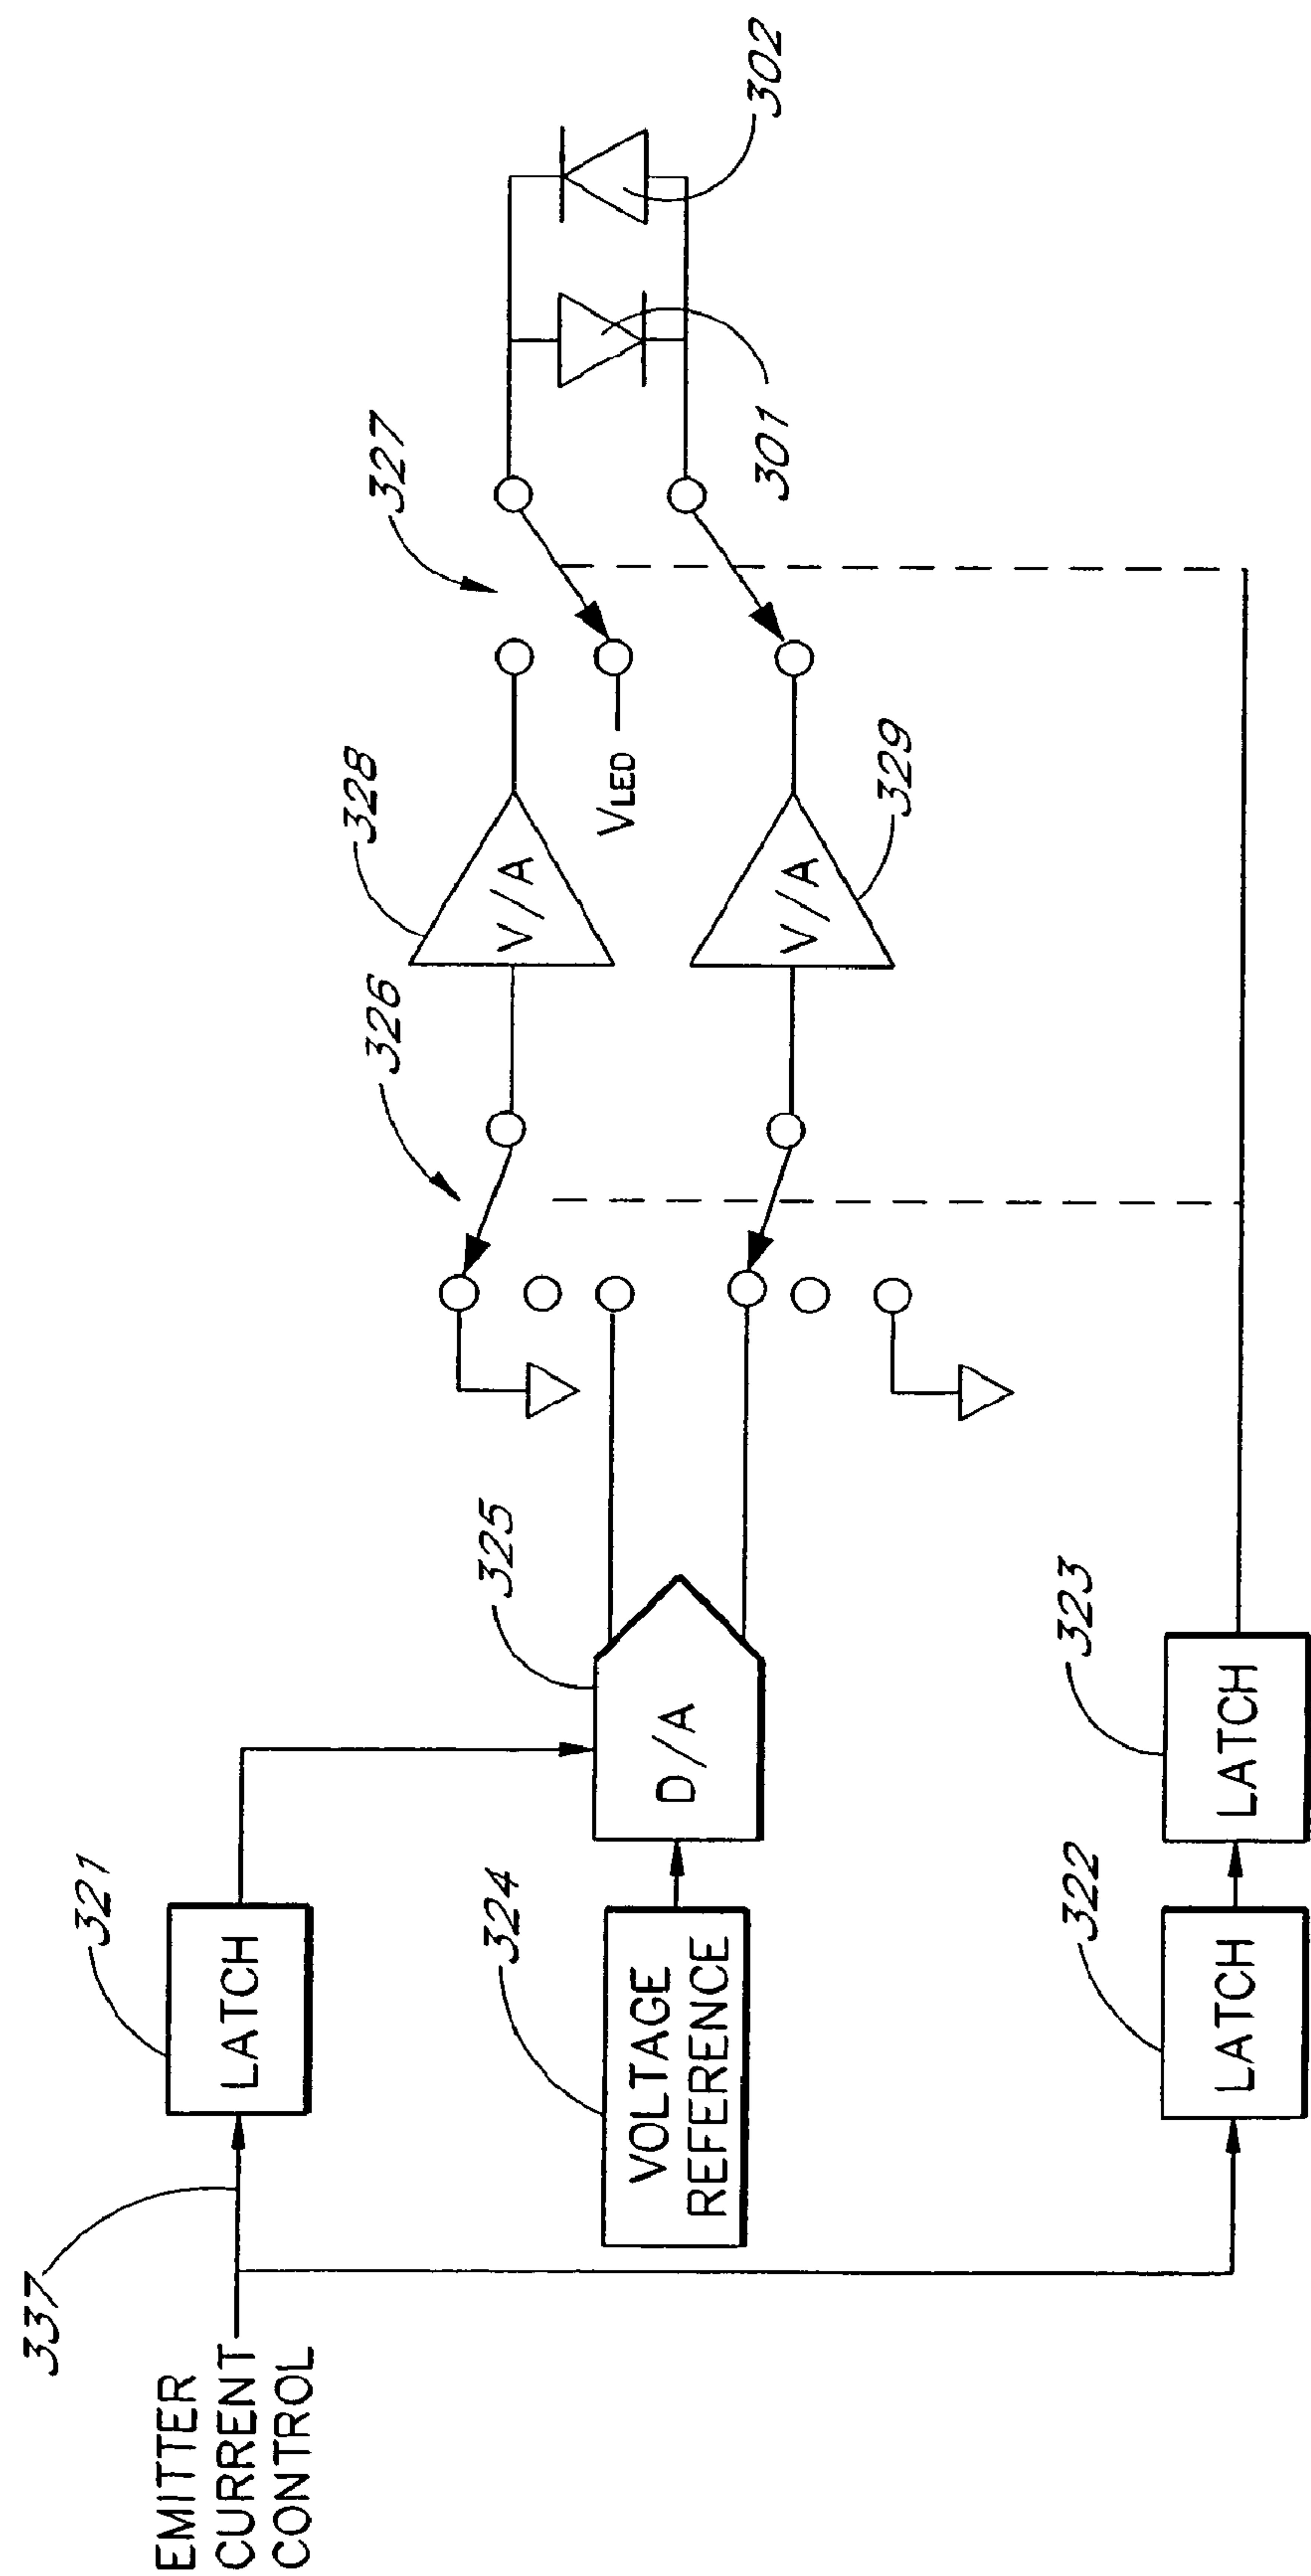 EMITTER
CURRENT
CONTROL
337
LATCH
321
VOLTAGE
REFERENCE
324
D/A
325
LATCH
322
LATCH
323
326
V/A
328
V/A
329
VLED
327
301
302